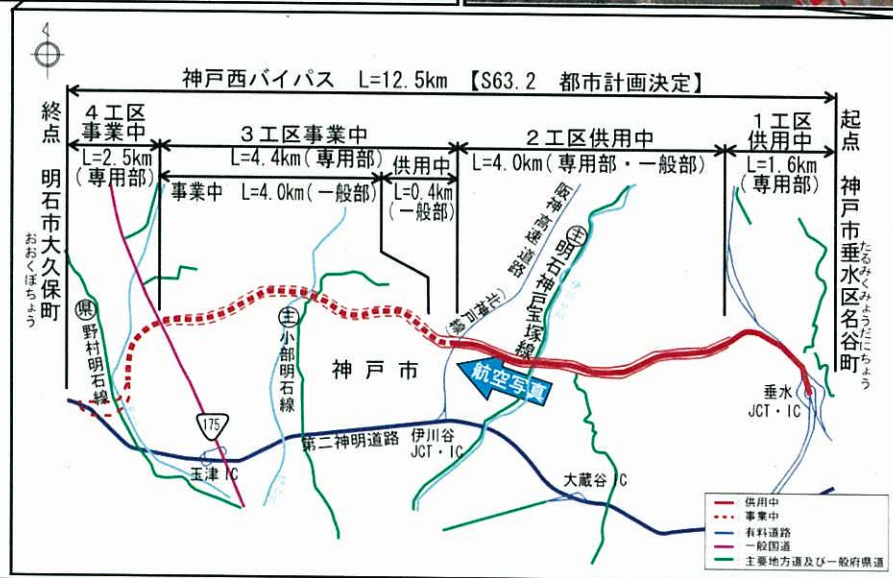 神戸西バイパス L=12.5km 【S63.2 都市計画決定】
終点 明石市大久保町
おおくぼちょう
4工区
事業中
L=2.5km
(専用部)
3工区事業中
L=4.4km(専用部)
事業中 L=4.0km(一般部)
供用中
L=0.4km
(一般部)
2工区供用中
L=4.0km(専用部・一般部)
1工区
供用中
L=1.6km
(専用部)
起点 神戸市垂水区名谷町
たるみくみょうだにちょう
阪神高速道路
(北神戸線)
主 明石神戸宝塚線
県 野村明石線
主 小部明石線
神戸市
航空写真
175
第二神明道路
玉津IC
伊川谷
JCT・IC
大蔵谷IC
垂水
JCT・IC
供用中
事業中
有料道路
一般国道
主要地方道及び一般府県道